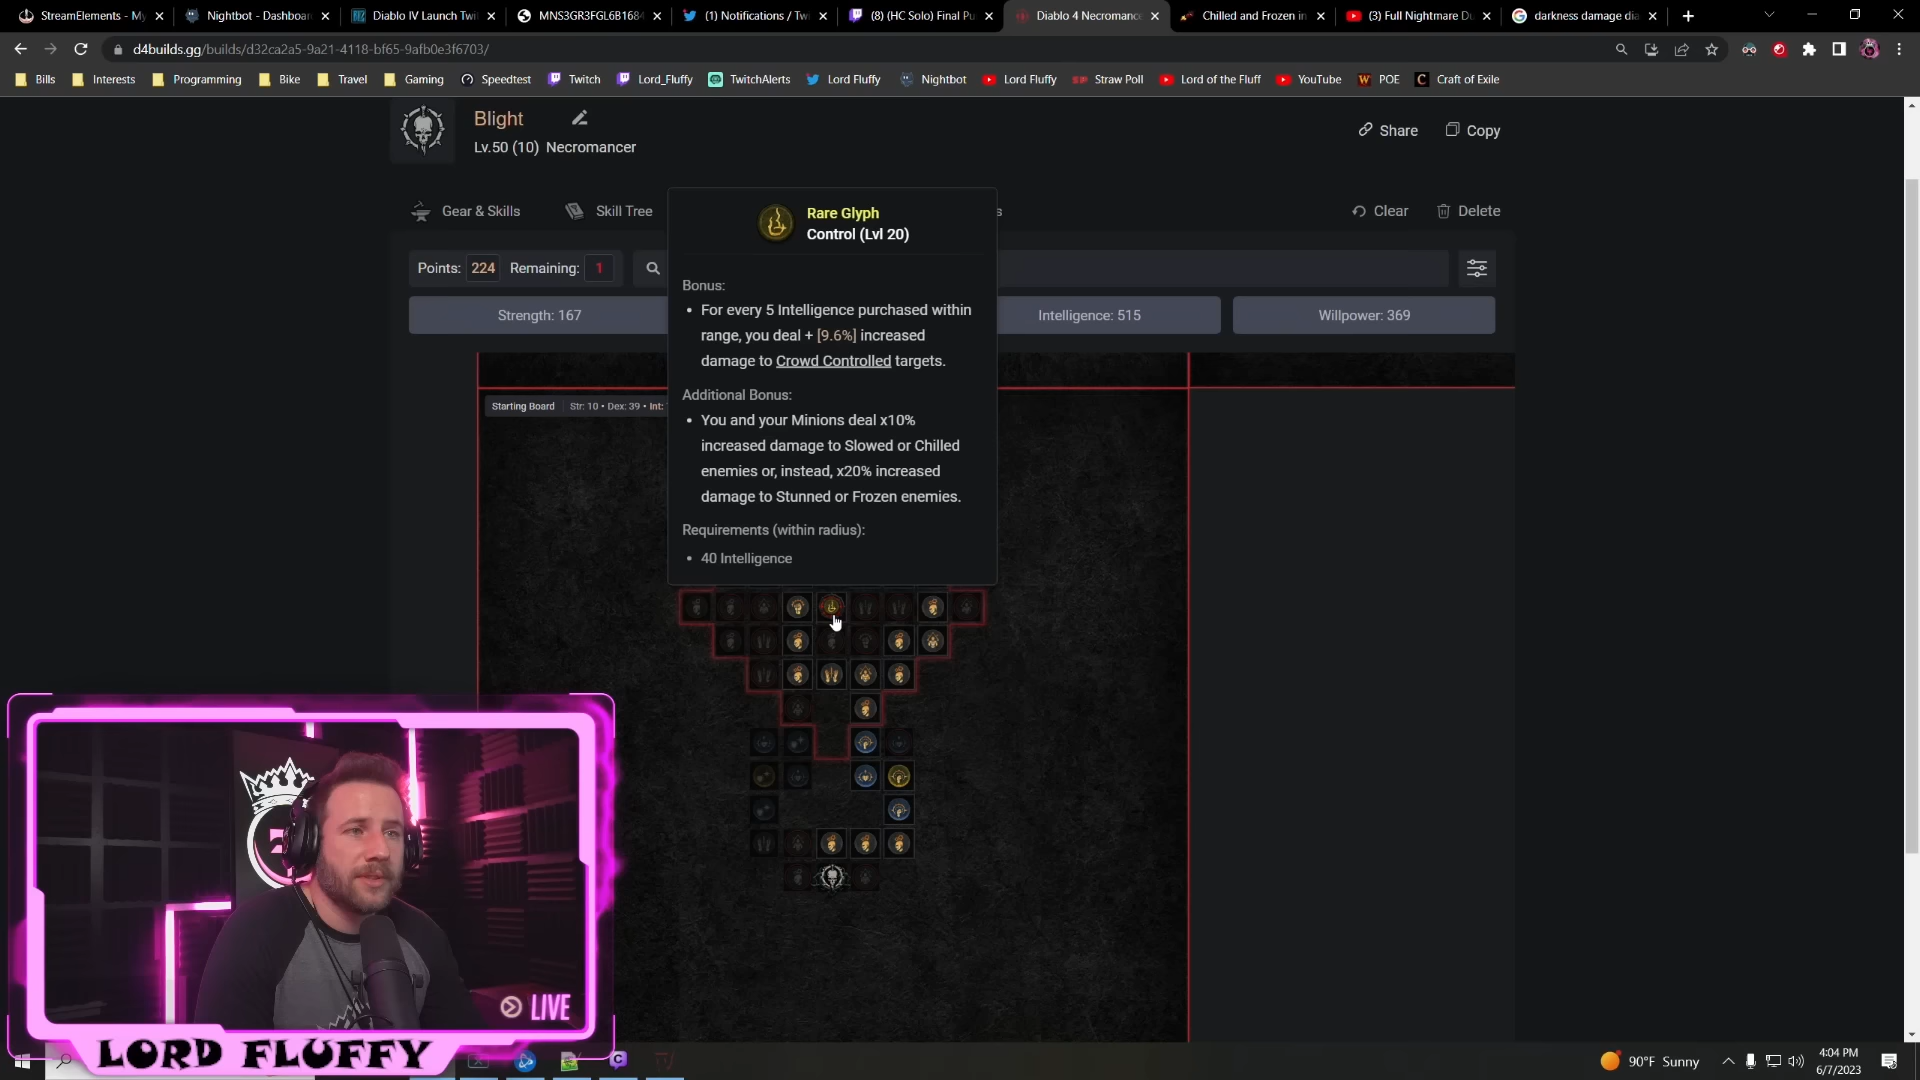 StreamElements - My
Nightbot - Dashboar
Diablo IV Launch Twi
MNS3GR3FGL6B1684
(1) Notifications / Tw
(8) (HC Solo) Final Pu
Diablo 4 Necromance
Chilled and Frozen in
(3) Full Nightmare Du
darkness damage dia
d4builds.gg/builds/d32ca2a5-9a21-4118-bf65-9afb0e3f6703/
Bills
Interests
Programming
Bike
Travel
Gaming
Speedtest
Twitch
Lord_Fluffy
TwitchAlerts
Lord Fluffy
Nightbot
Lord Fluffy
Straw Poll
Lord of the Fluff
YouTube
POE
Craft of Exile
Blight
Lv.50 (10) Necromancer
Share
Copy
Gear & Skills
Skill Tree
s
Clear
Delete
Rare Glyph
Control (Lvl 20)
Points: 224 Remaining: 1
Strength: 167
Intelligence: 515
Willpower: 369
Bonus:
• For every 5 Intelligence purchased within
range, you deal + [9.6%] increased
damage to Crowd Controlled targets.
Additional Bonus:
• You and your Minions deal x10%
increased damage to Slowed or Chilled
enemies or, instead, x20% increased
damage to Stunned or Frozen enemies.
Requirements (within radius):
• 40 Intelligence
Starting Board Str: 10 • Dex: 39 • Int:
LIVE
LORD FLUFFY
90°F Sunny
4:04 PM
6/7/2023